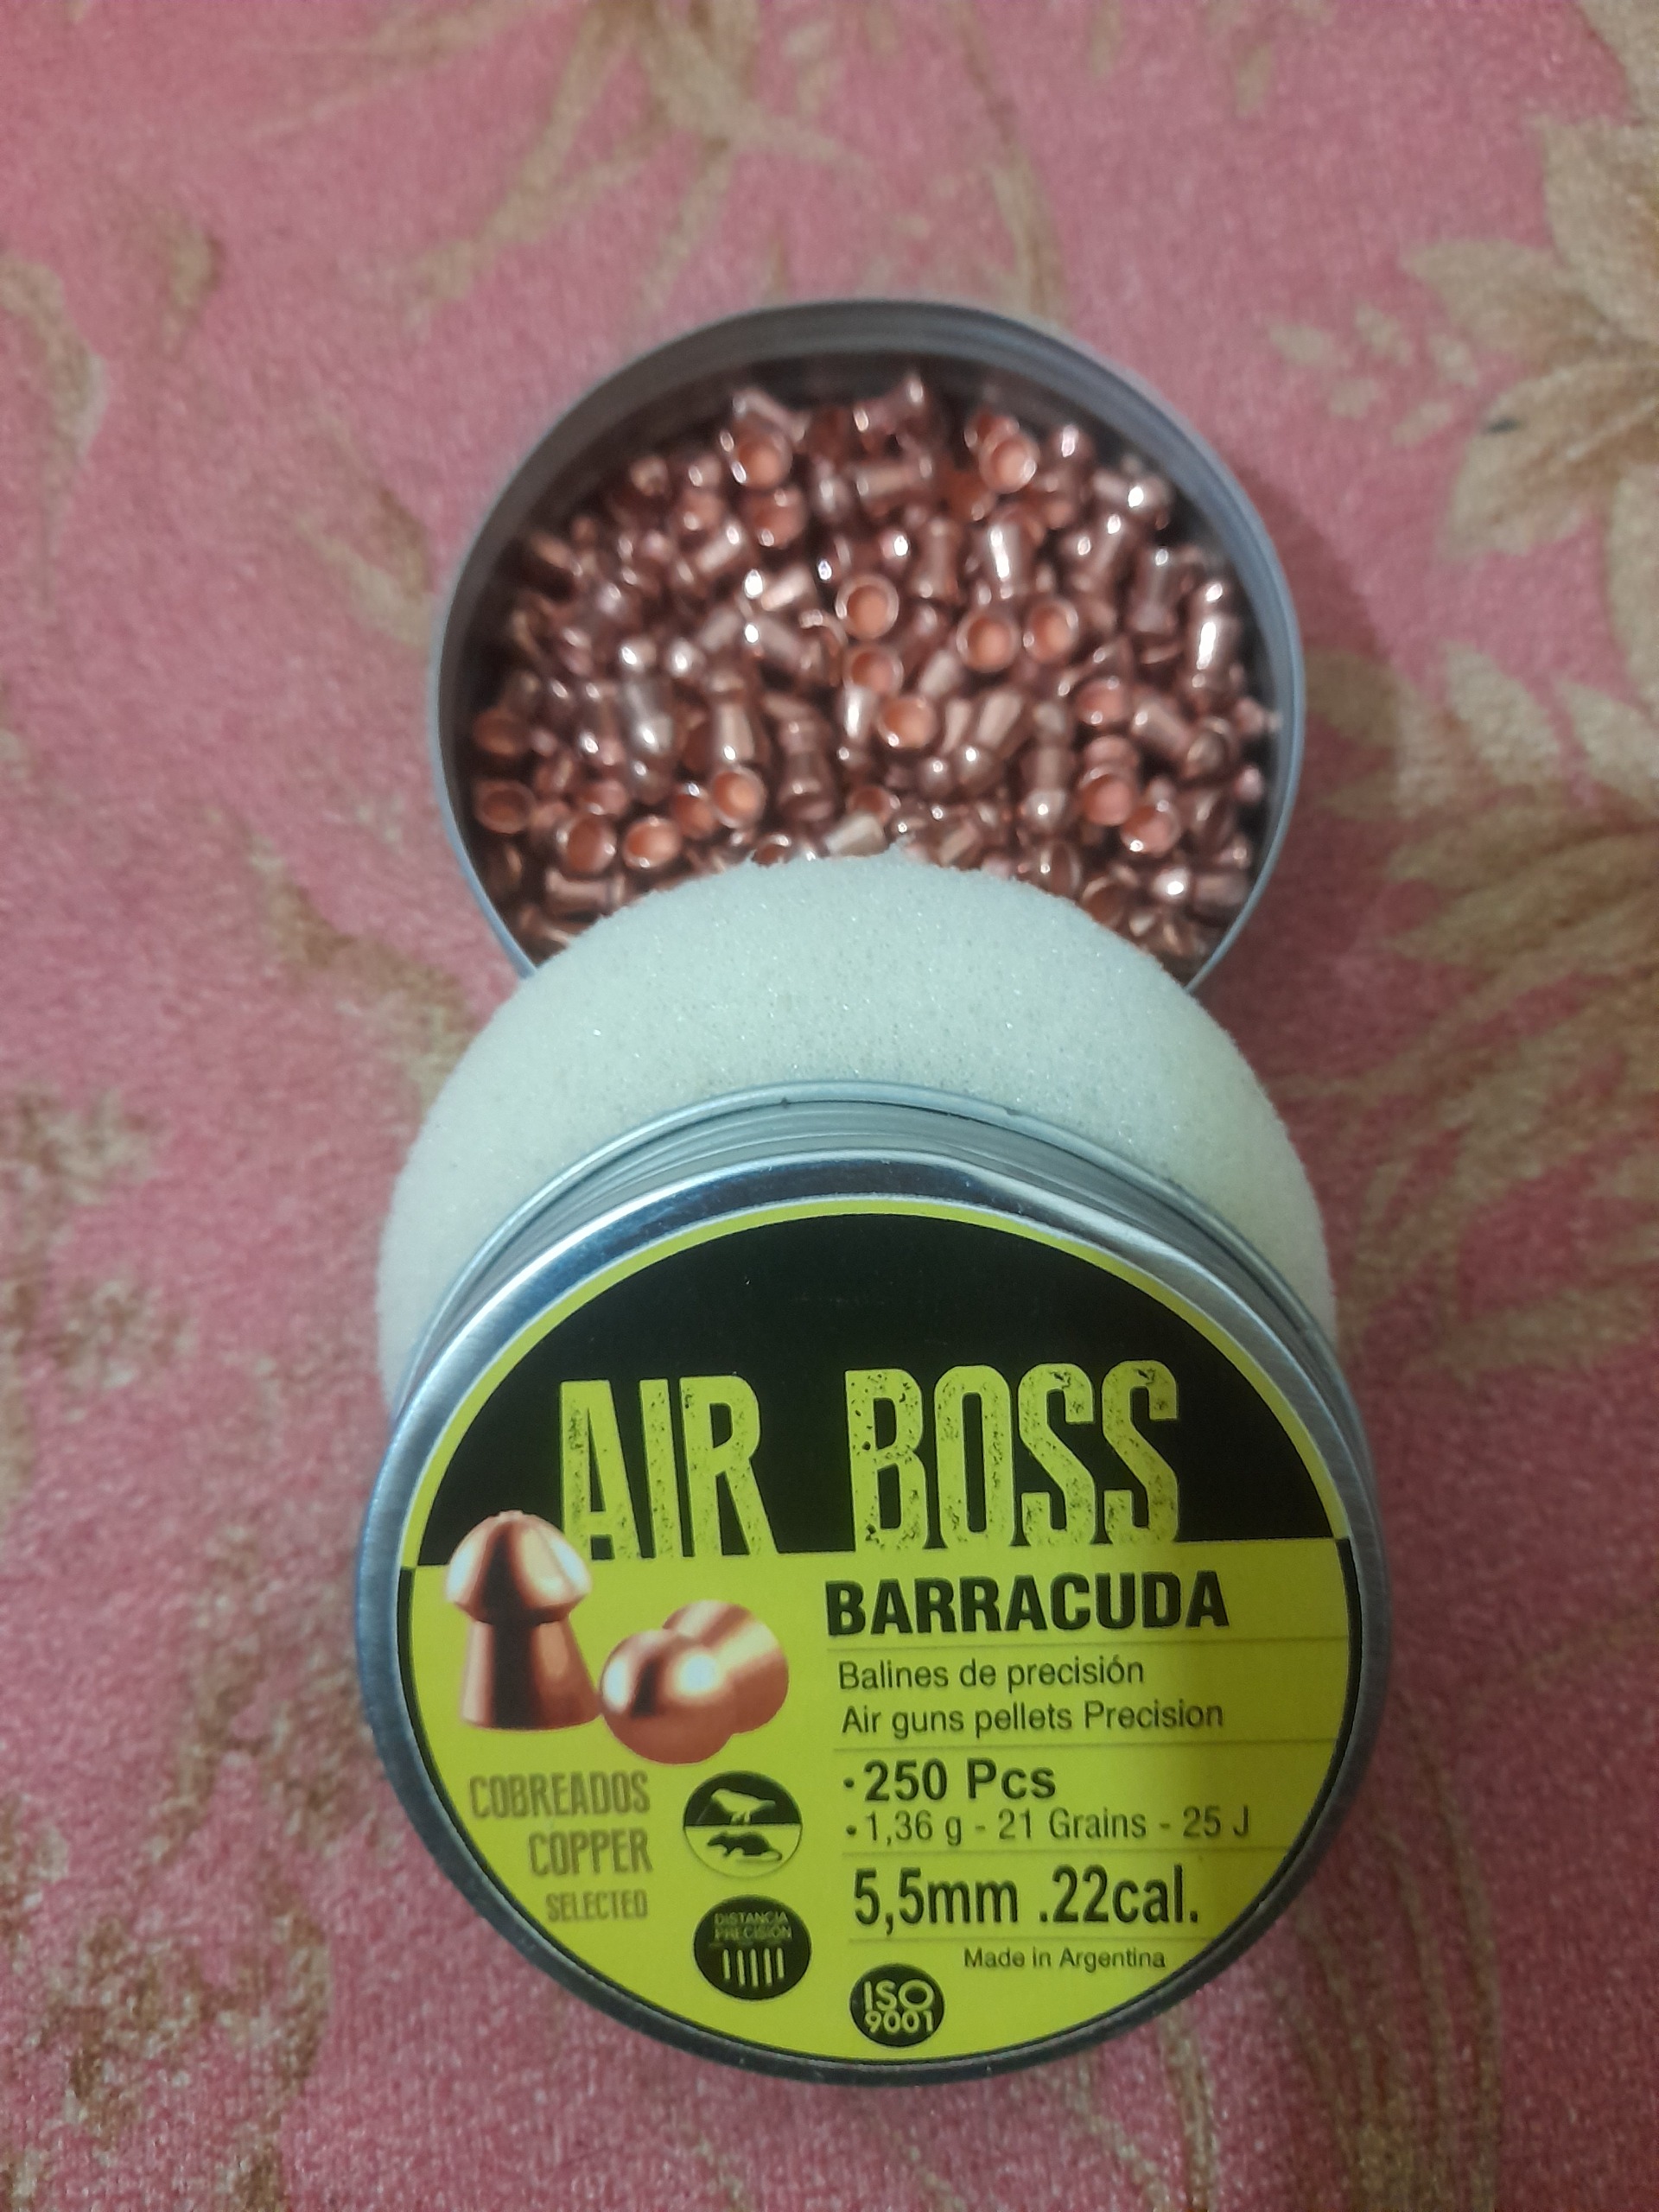 AIR BOSS
BARRACUDA
Balines de precisión
Air guns pellets Precision
•250 Pcs
•1,36 g - 21 Grains - 25 J
5,5mm .22cal.
Made in Argentina
COBREADOS
COPPER
SELECTED
DISTANCIA
PRECISIÓN
ISO
9001